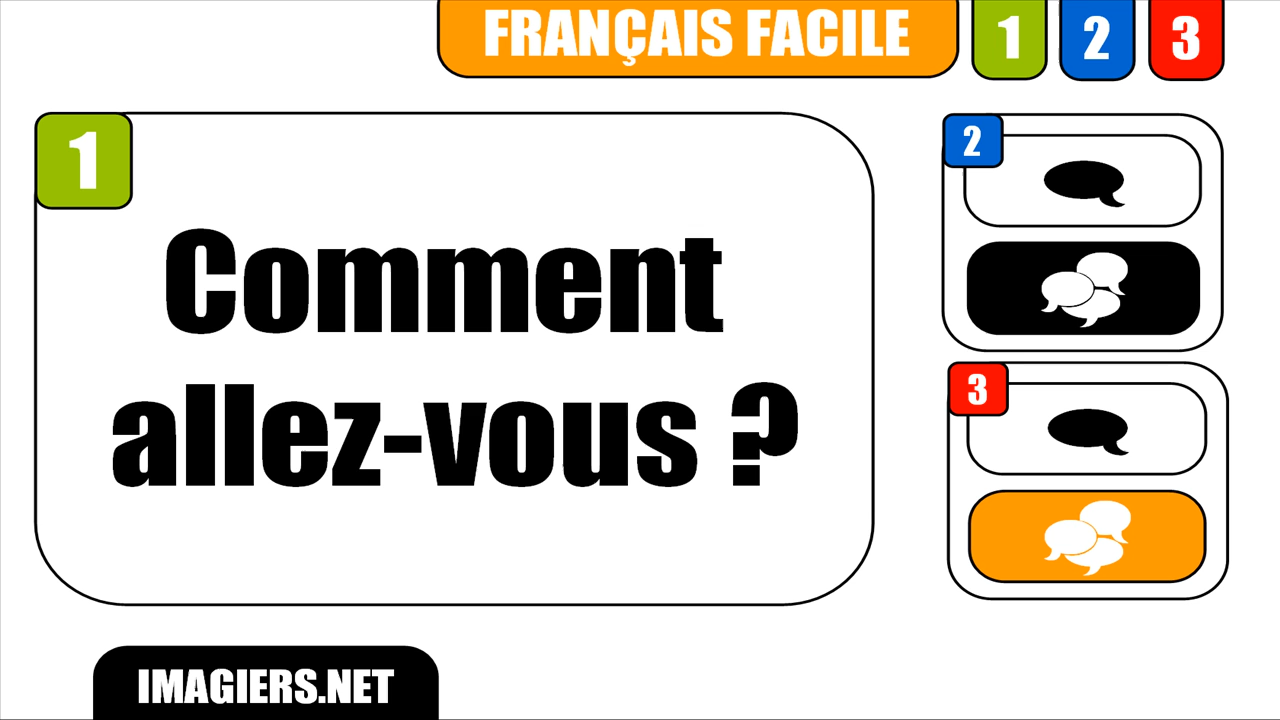 FRANÇAIS FACILE
1
2
3
1
Comment
allez-vous ?
2
3
IMAGIERS.NET